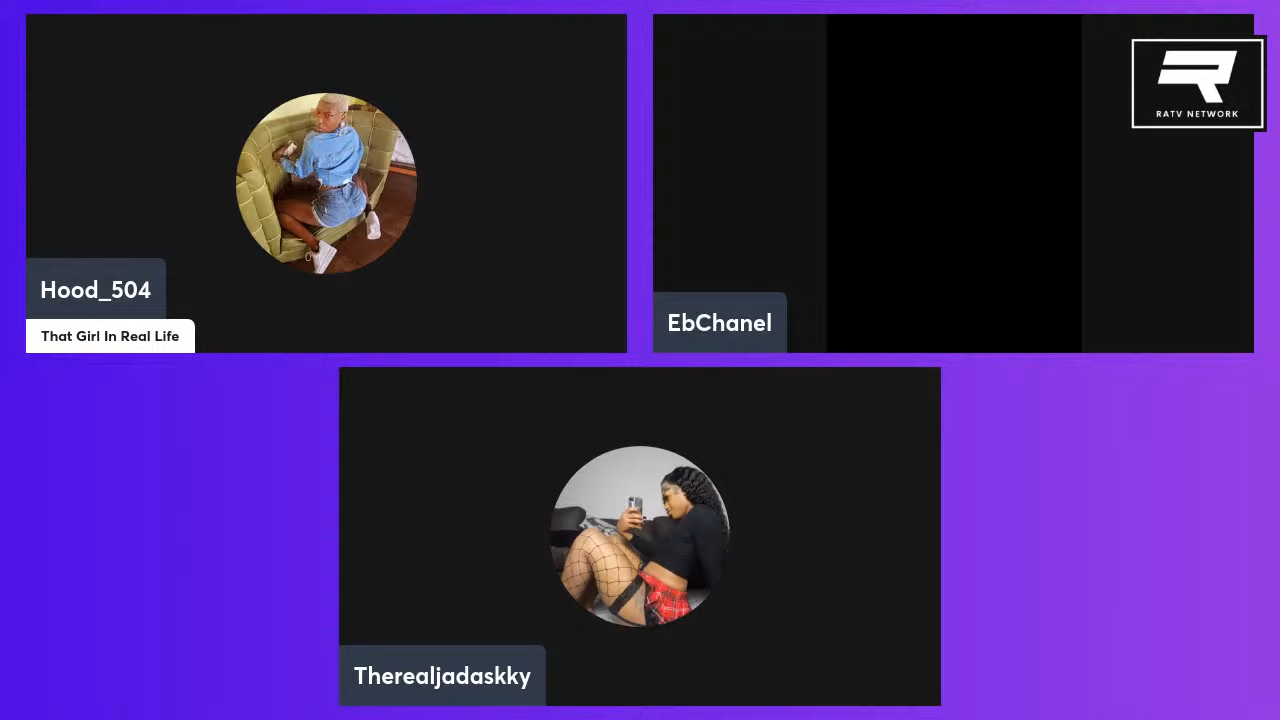 RATV NETWORK
Hood_504
That Girl In Real Life
EbChanel
Therealjadaskky